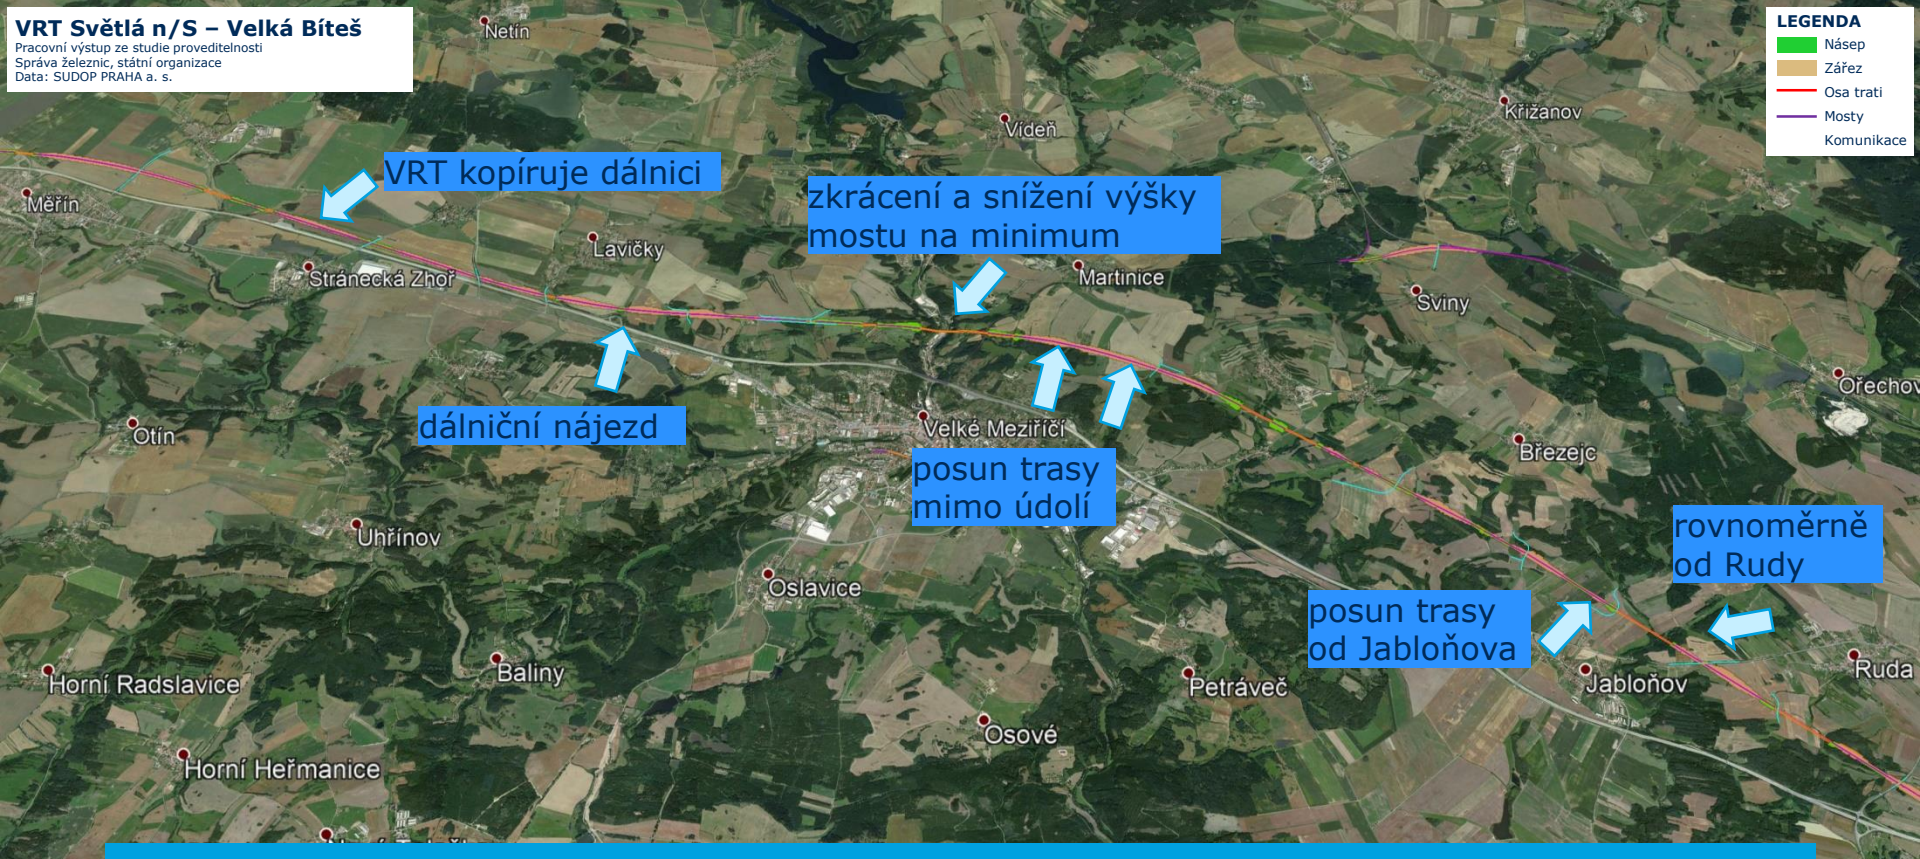 VRT Světlá n/S – Velká Bíteš
Pracovní výstup ze studie proveditelnosti
Správa železnic, státní organizace
Data: SUDOP PRAHA a. s.
LEGENDA
Násep
Zářez
Osa trati
Mosty
Komunikace
Netín
Vídeň
Křižanov
VRT kopíruje dálnici
zkrácení a snížení výšky
mostu na minimum
Měřín
Lavičky
Stránecká Zhoř
Martinice
Sviny
Ořechov
dálniční nájezd
Otín
Velké Meziříčí
posun trasy
mimo údolí
Březejc
Uhřínov
rovnoměrně
od Rudy
Oslavice
posun trasy
od Jabloňova
Horní Radslavice
Baliny
Petráveč
Jabloňov
Ruda
Osové
Horní Heřmanice